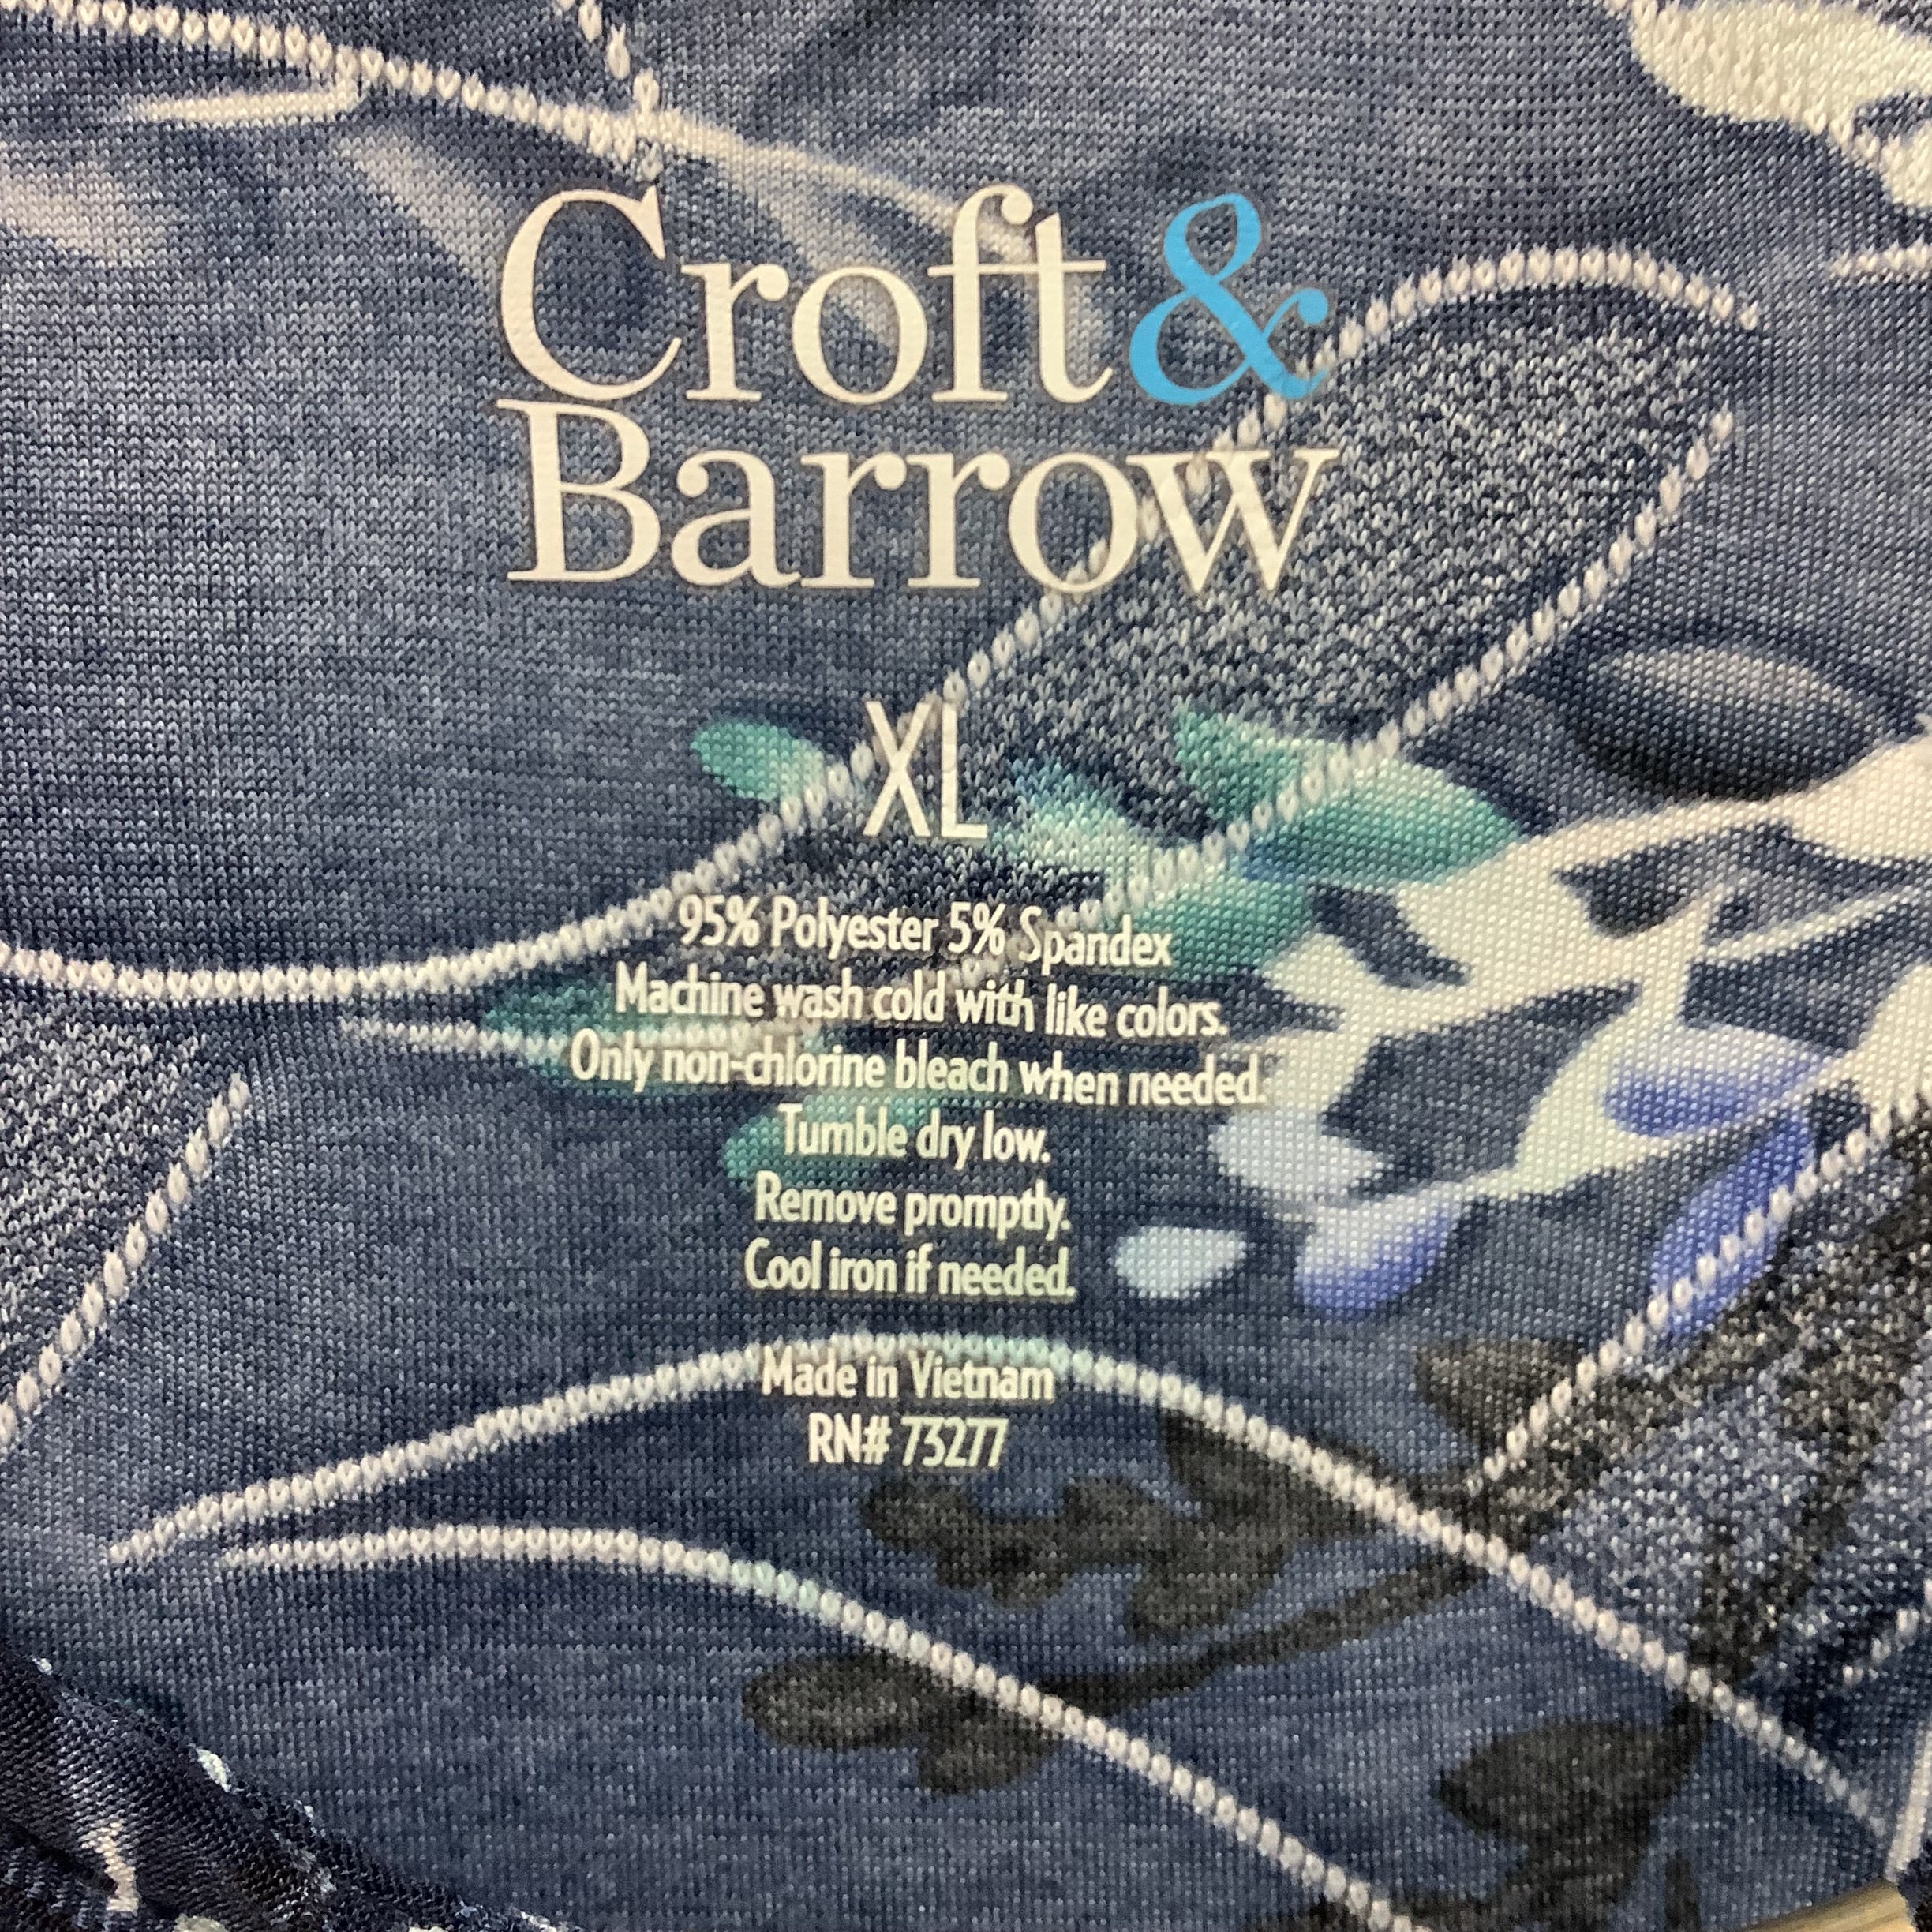 Croft &
Barrow
XL
95% Polyester 5% Spandex
Machine wash cold with like colors.
Only non-chlorine bleach when needed.
Tumble dry low.
Remove promptly.
Cool iron if needed.
Made in Vietnam
RN# 73277